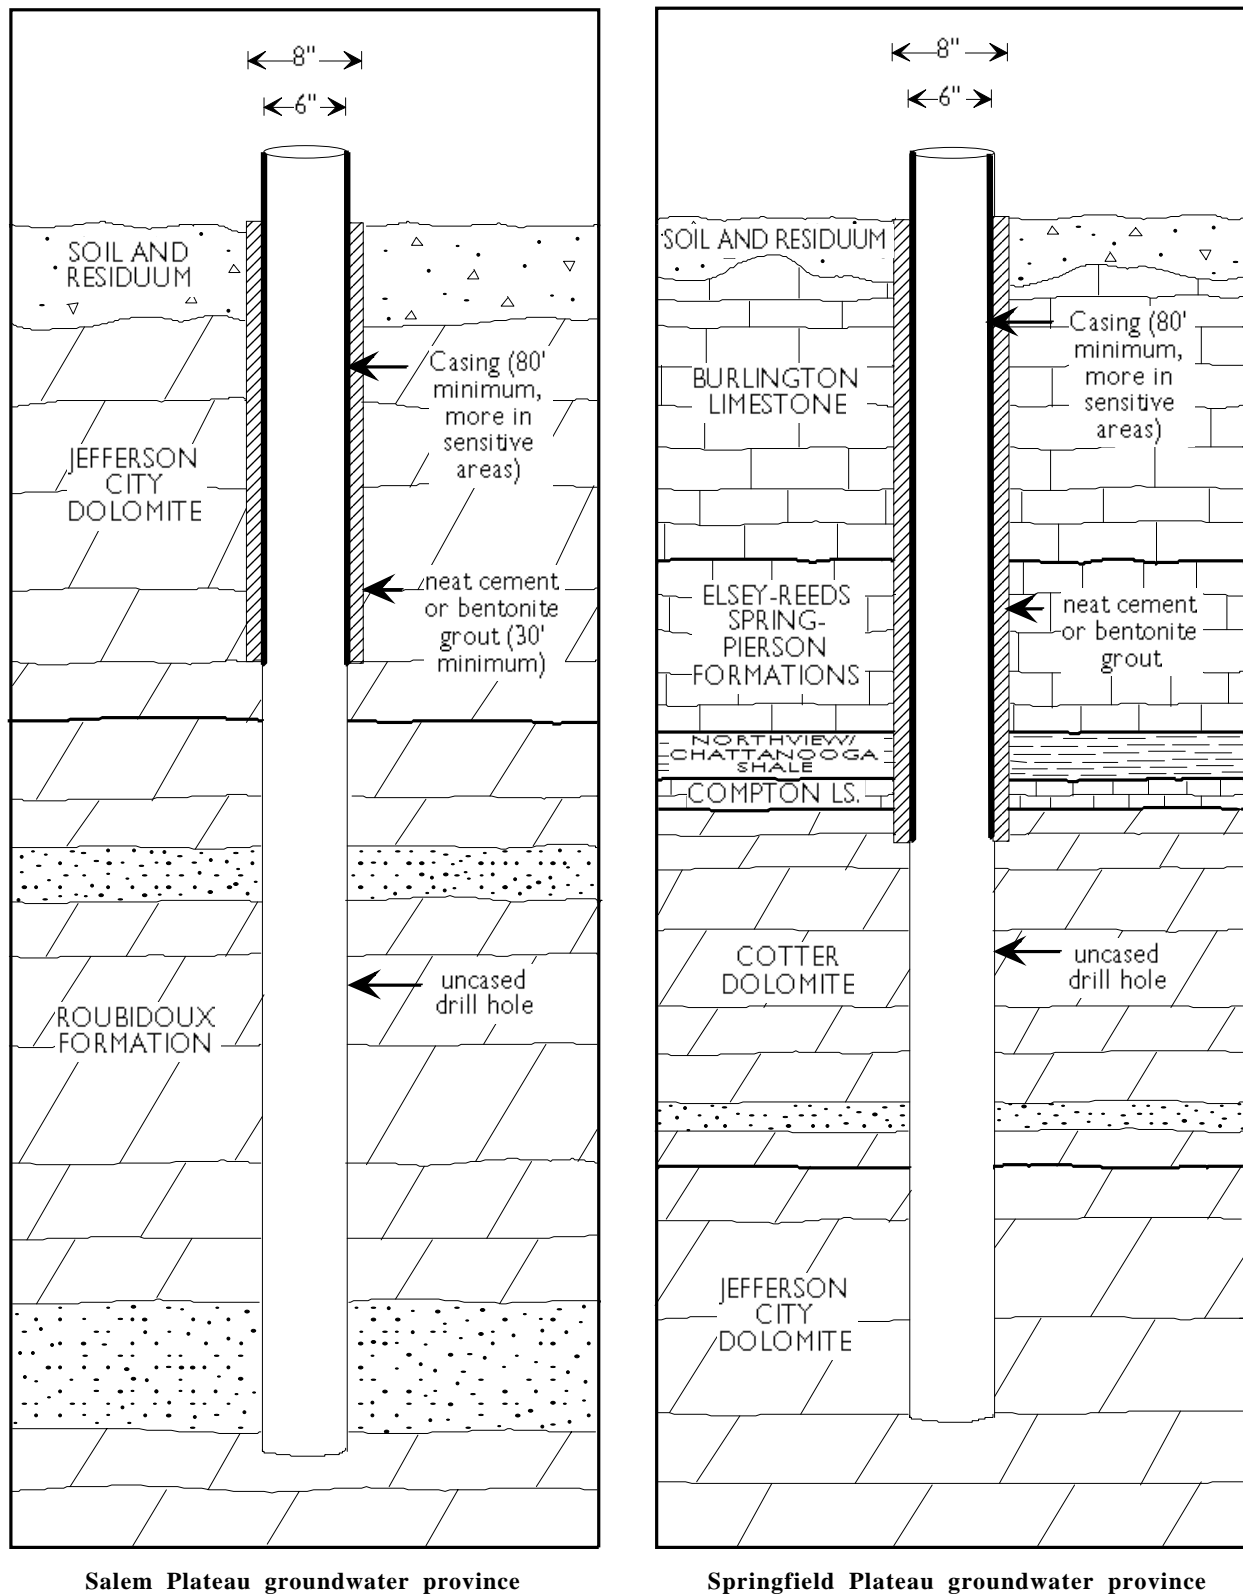 8"
6"
SOIL AND
RESIDUUM
Casing (80'
minimum,
more in
sensitive
areas)
JEFFERSON
CITY
DOLOMITE
neat cement
or bentonite
grout (30'
minimum)
uncased
drill hole
ROUBIDOUX
FORMATION
Salem Plateau groundwater province
8"
6"
SOIL AND RESIDUUM
Casing (80'
minimum,
more in
sensitive
areas)
BURLINGTON
LIMESTONE
ELSEY-REEDS
SPRING-
PIERSON
FORMATIONS
neat cement
or bentonite
grout
NORTHVIEW/
CHATTANOOGA
SHALE
COMPTON LS.
COTTER
DOLOMITE
uncased
drill hole
JEFFERSON
CITY
DOLOMITE
Springfield Plateau groundwater province